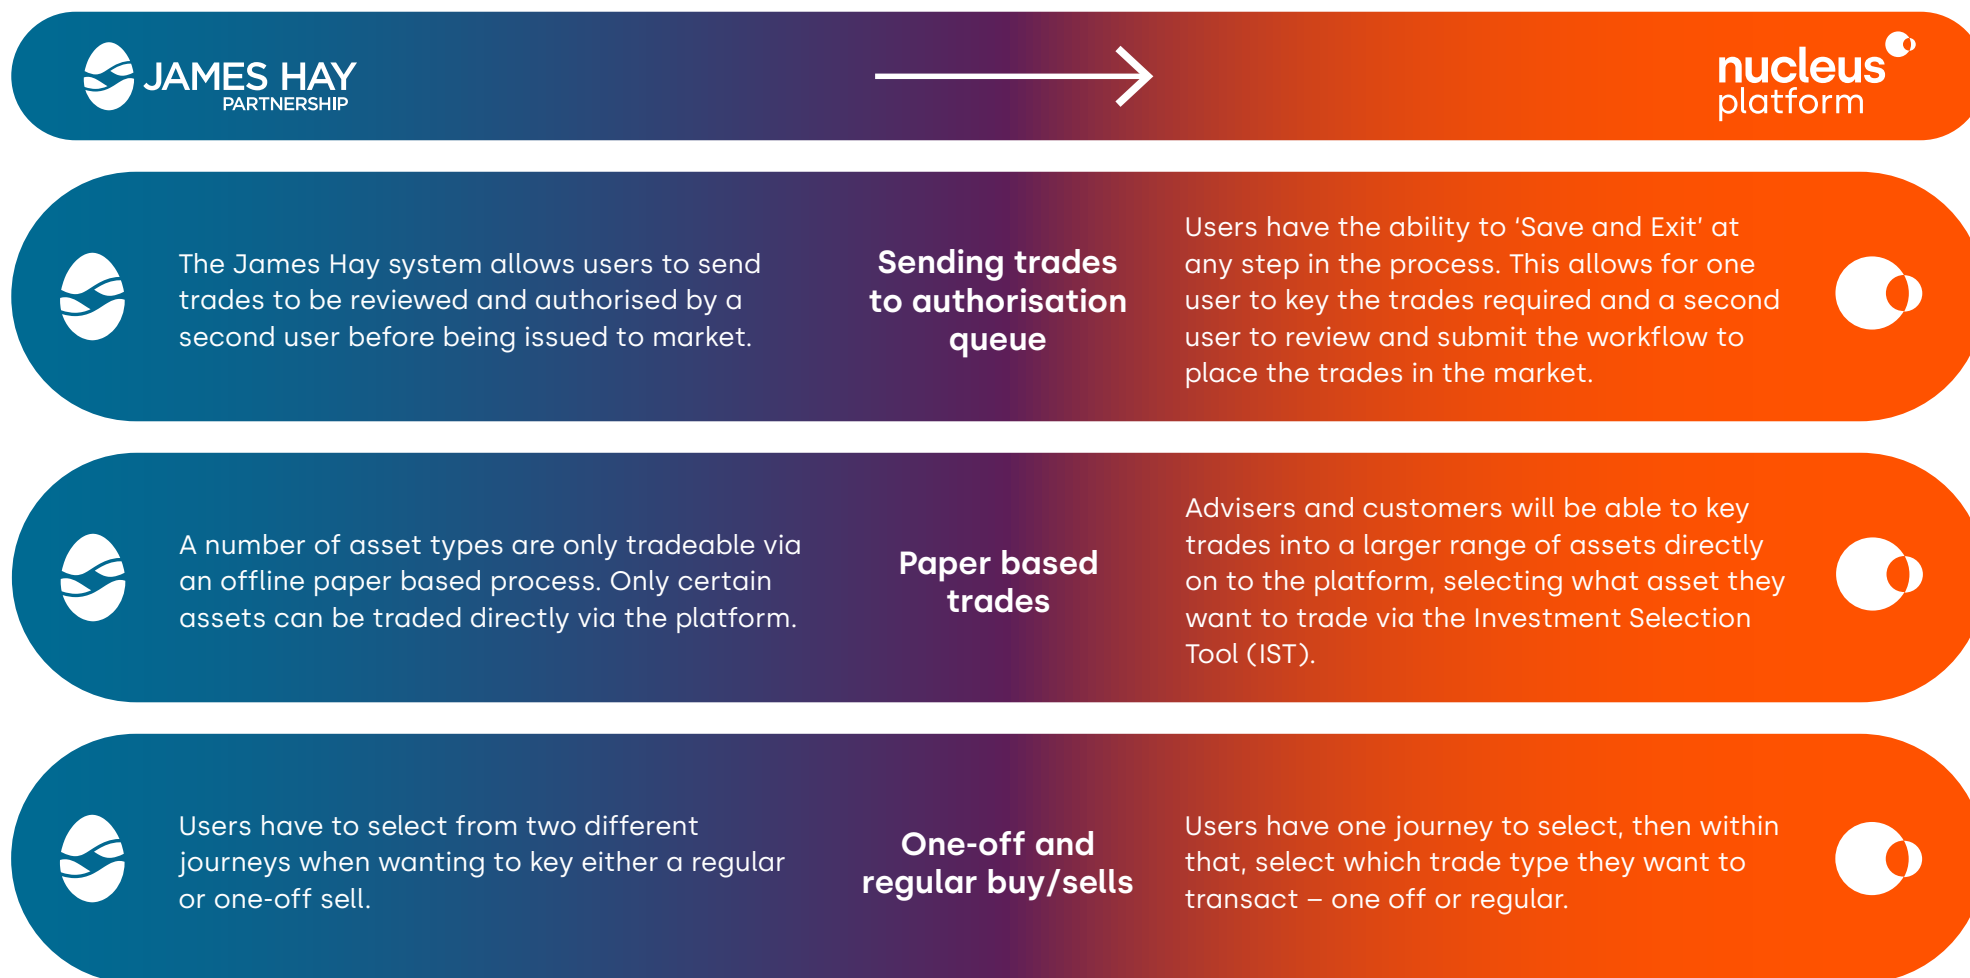 JAMES HAY
PARTNERSHIP
nucleus
platform
The James Hay system allows users to send
trades to be reviewed and authorised by a
second user before being issued to market.
Sending trades
to authorisation
queue
Users have the ability to ‘Save and Exit’ at
any step in the process. This allows for one
user to key the trades required and a second
user to review and submit the workflow to
place the trades in the market.
A number of asset types are only tradeable via
an offline paper based process. Only certain
assets can be traded directly via the platform.
Paper based
trades
Advisers and customers will be able to key
trades into a larger range of assets directly
on to the platform, selecting what asset they
want to trade via the Investment Selection
Tool (IST).
Users have to select from two different
journeys when wanting to key either a regular
or one-off sell.
One-off and
regular buy/sells
Users have one journey to select, then within
that, select which trade type they want to
transact – one off or regular.